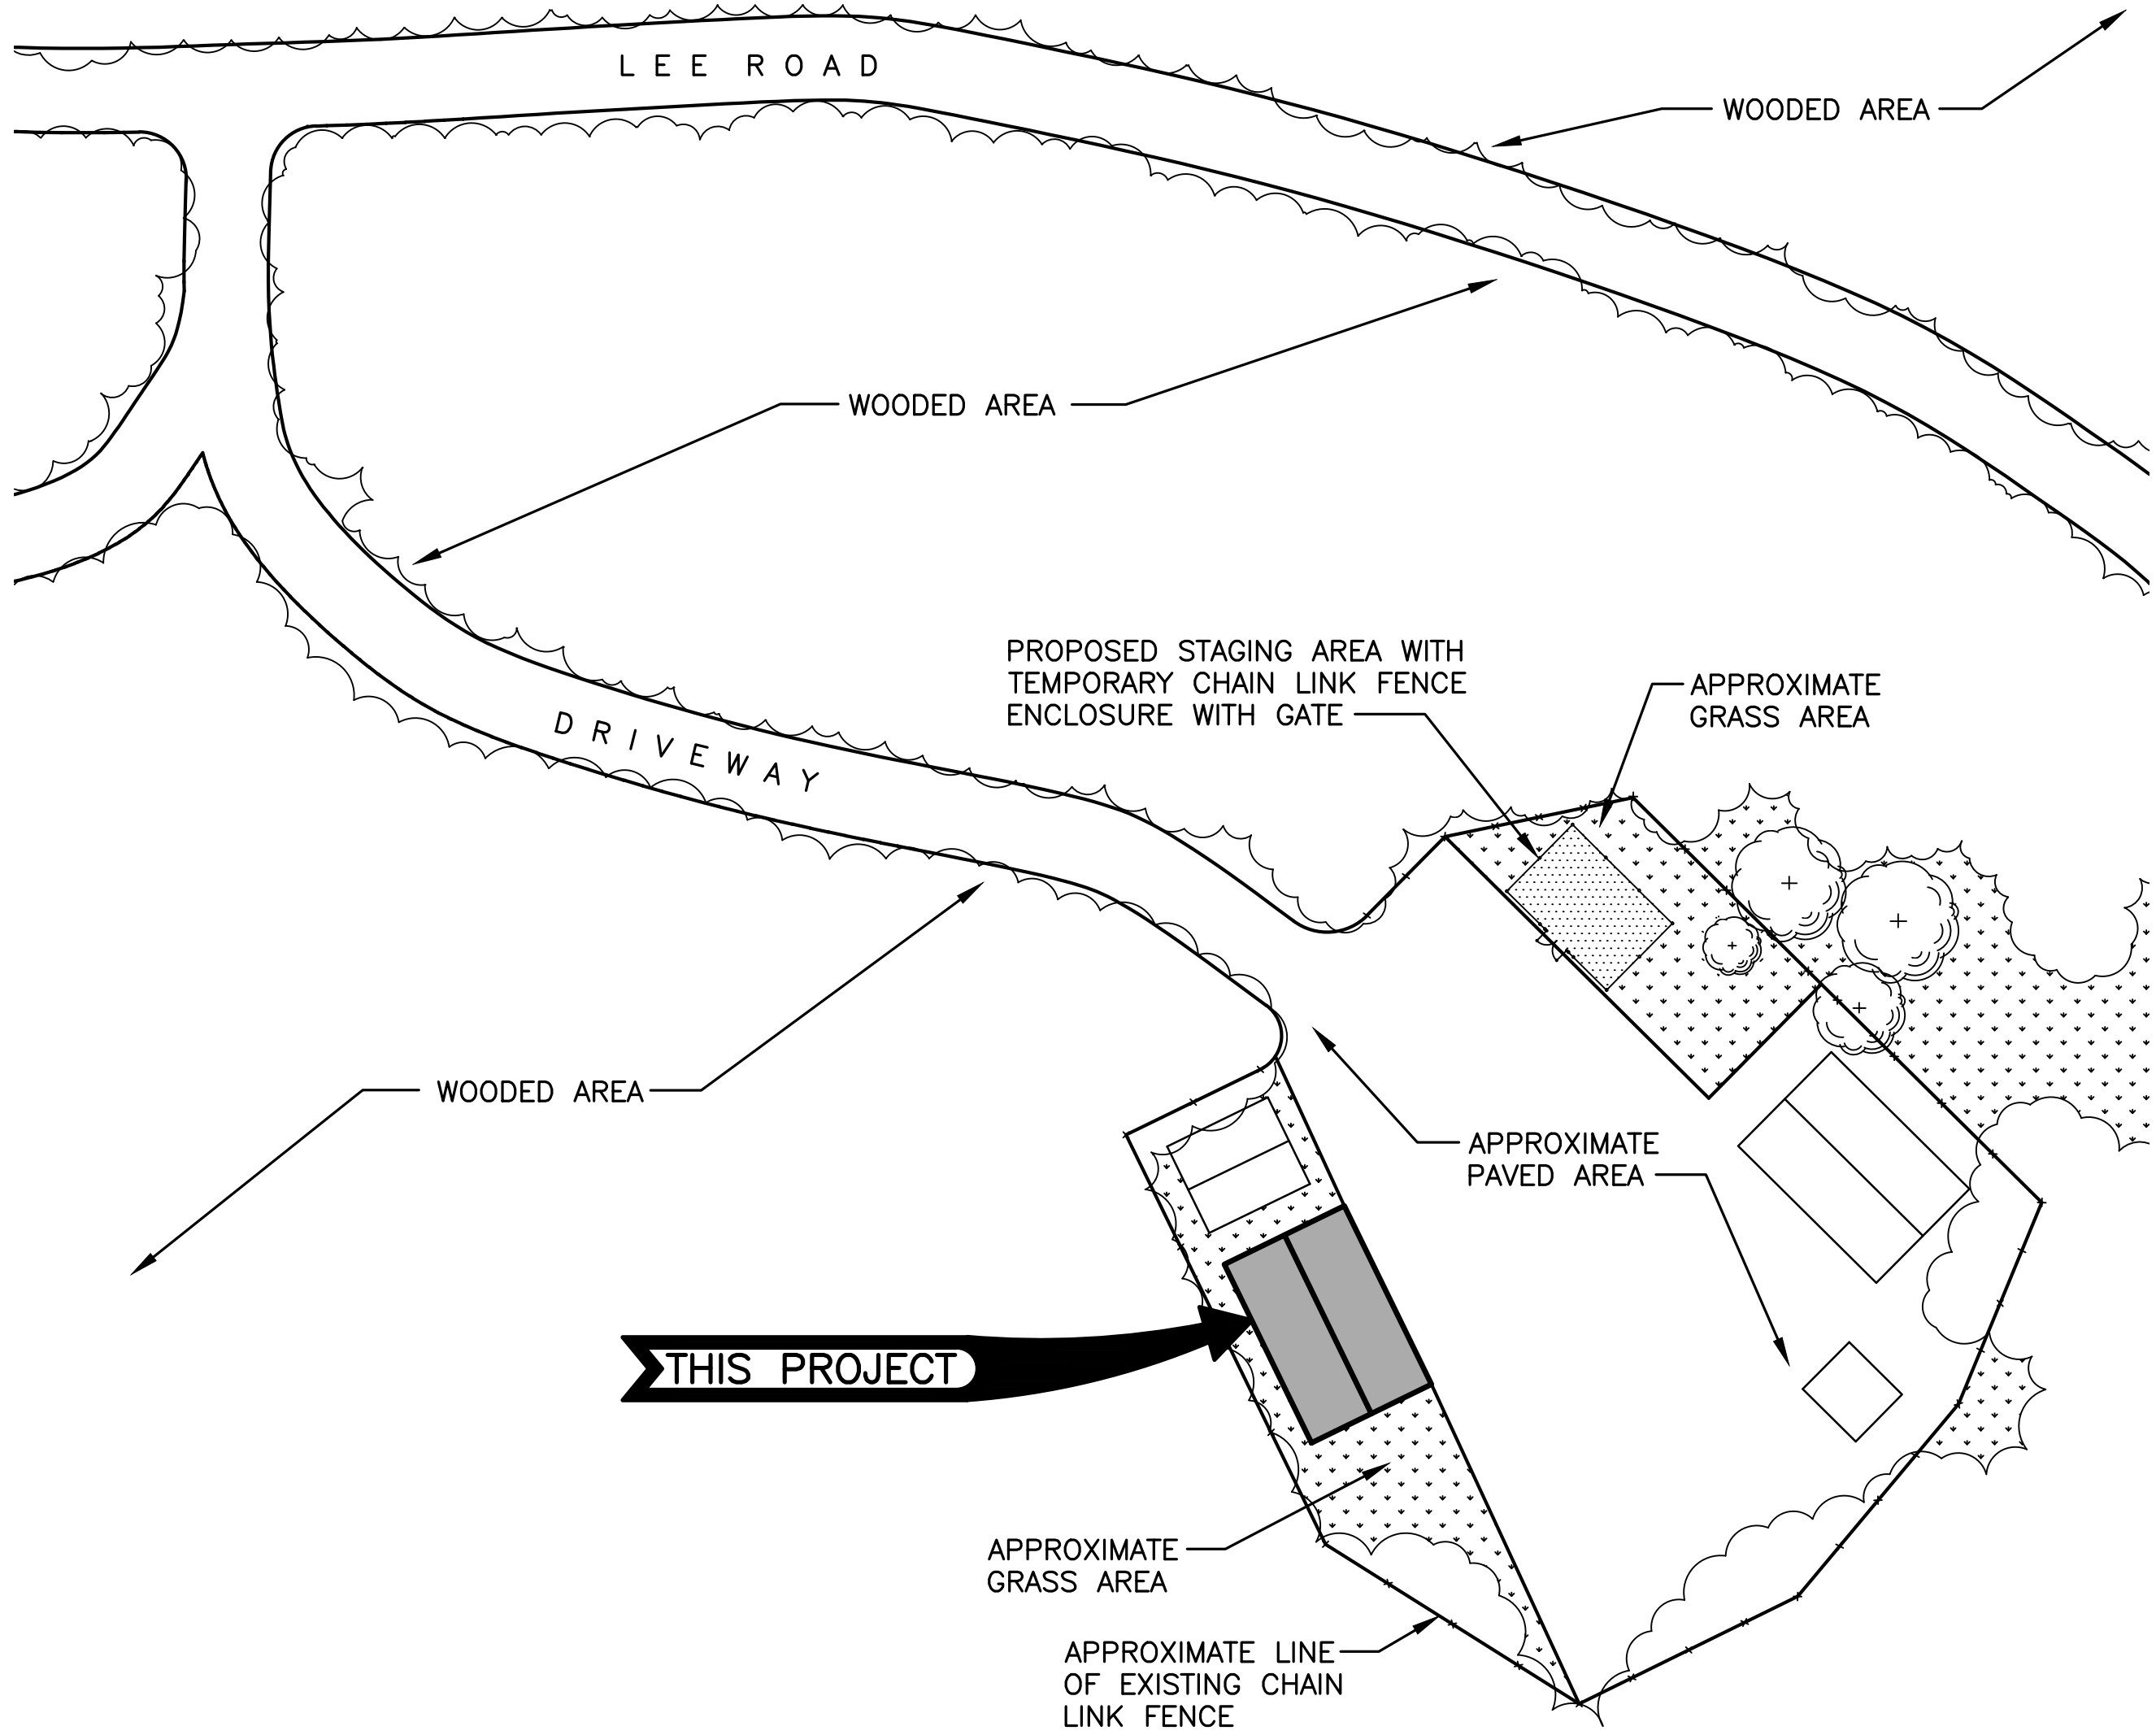 LEE ROAD
WOODED AREA
WOODED AREA
PROPOSED STAGING AREA WITH
TEMPORARY CHAIN LINK FENCE
ENCLOSURE WITH GATE
APPROXIMATE
GRASS AREA
DRIVEWAY
WOODED AREA
APPROXIMATE
PAVED AREA
THIS PROJECT
APPROXIMATE
GRASS AREA
APPROXIMATE LINE
OF EXISTING CHAIN
LINK FENCE